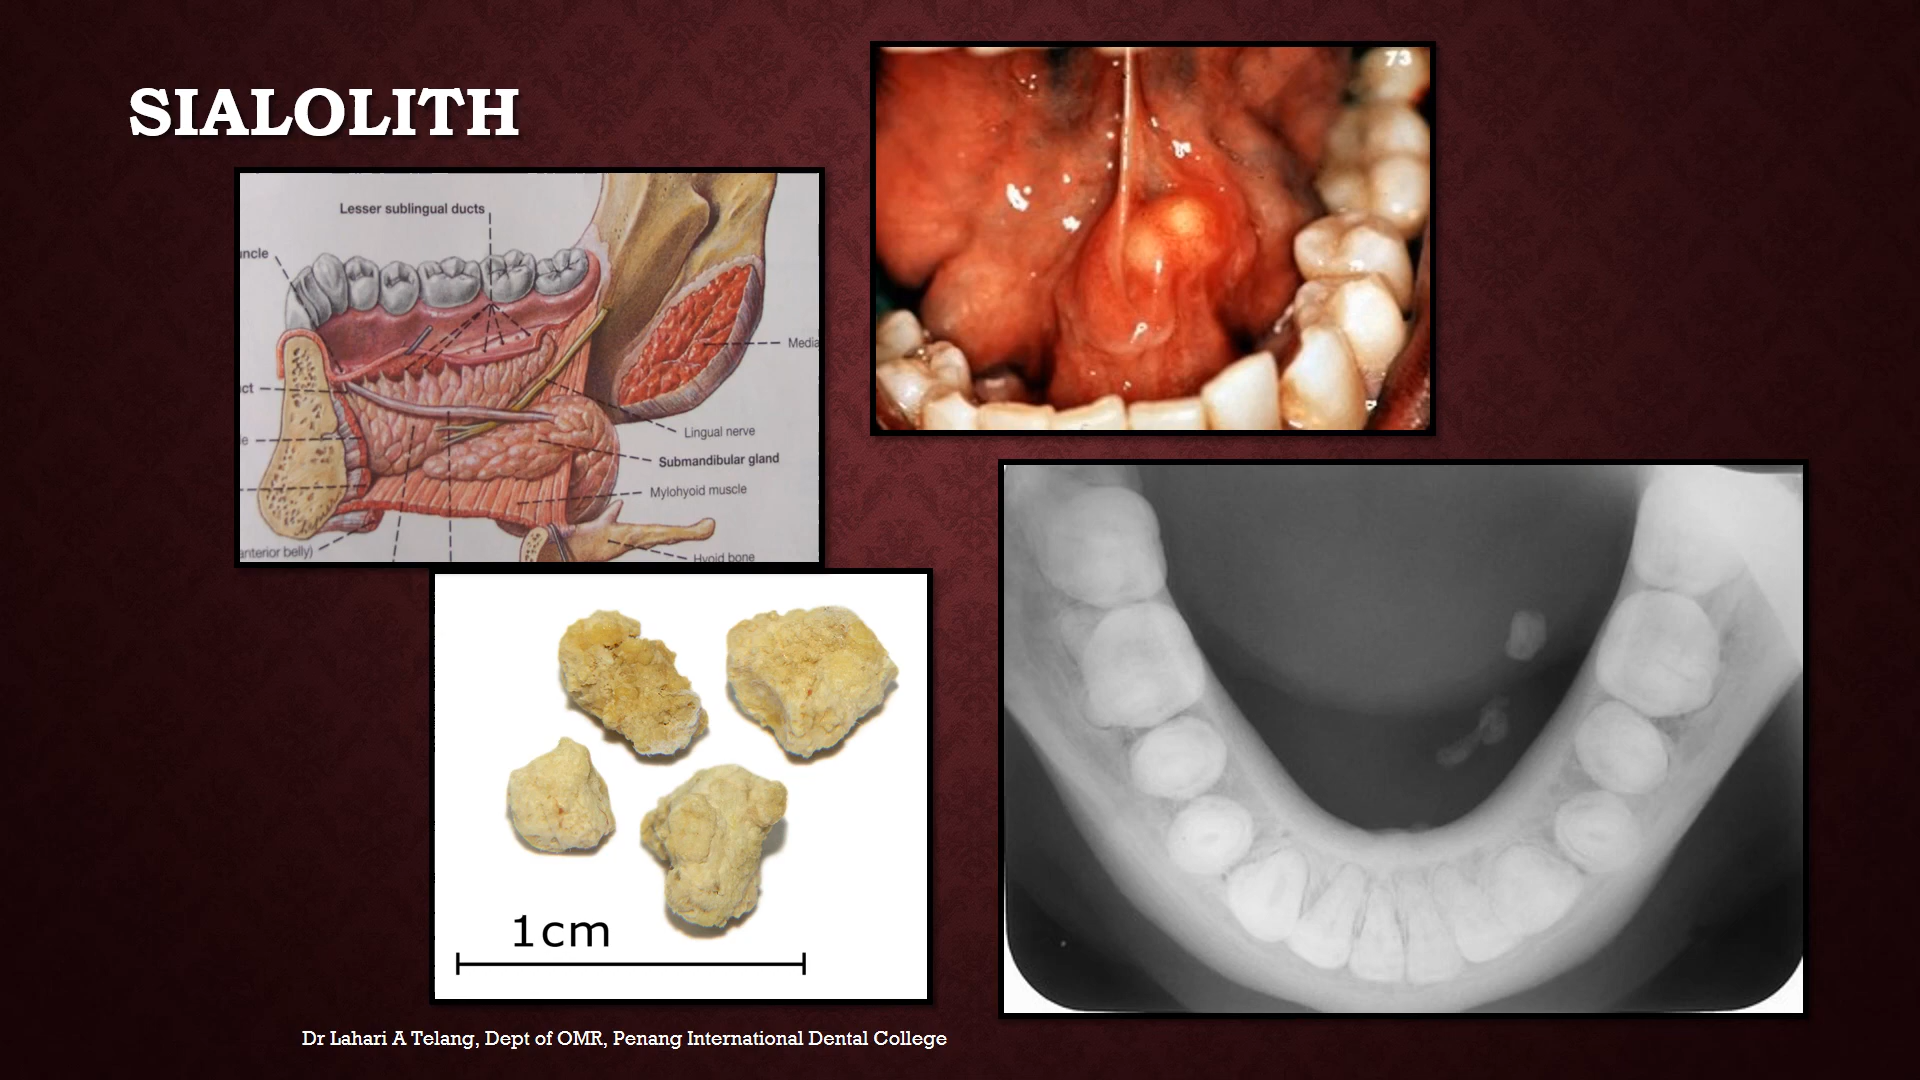 SIALOLITH
73
Lesser sublingual ducts
Media
Lingual nerve
Submandibular gland
Mylohyoid muscle
anterior belly)
Hyoid bone
1cm
Dr Lahari A Telang, Dept of OMR, Penang International Dental College